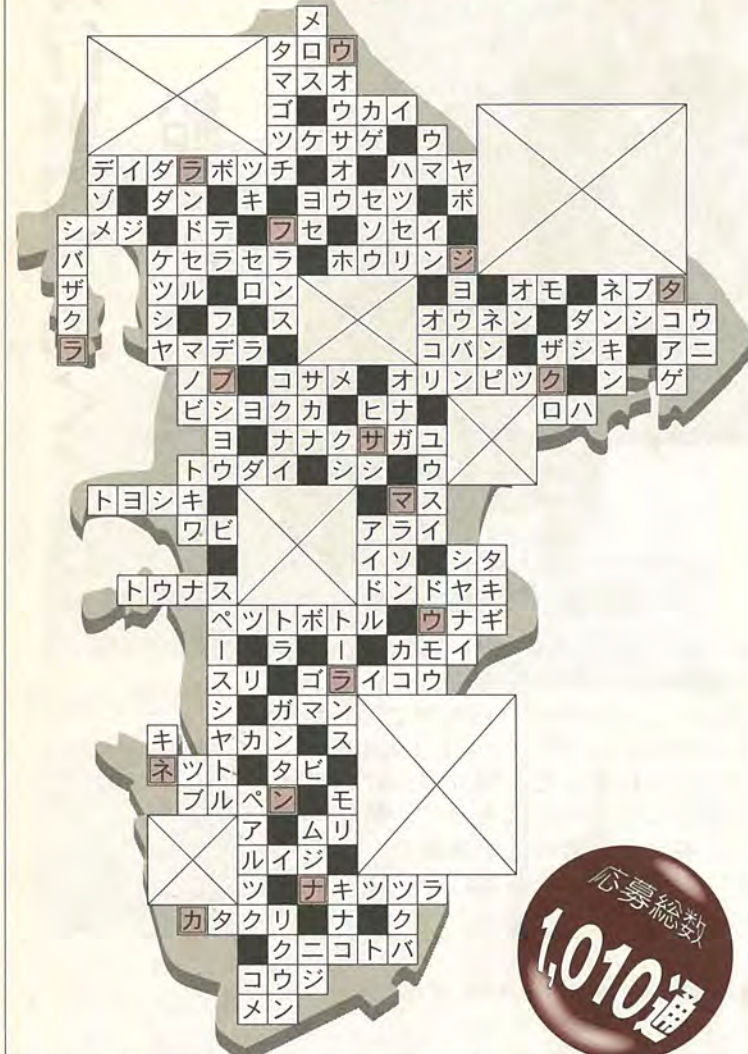 メ
タロウ
マスオ
ゴ ウカイ
ツケサゲ ウ
デイダラボツチ オ ハマヤ
ゾ ダン キ ヨウセツ ボ
シメジ ドテ フセ ソセイ
バ ケセラセラ ホウリンジ
ザ ツル ロン ヨ オモ ネブタ
ク シ フ ス オウネン ダンシコウ
ラ ヤマデラ コバン ザシキ アニ
ノブ コサメ オリンピツク ン ゲ
ビシヨクカ ヒナ ロハ
ヨ ナナクサガユ
トウダイ シシ ウ
トヨシキ マス
ワビ アライ
イソ シタ
トウナス ドンドヤキ
ペツトボトル ウナギ
ー ラ ー カモイ
スリ ゴライコウ
シ ガマン
キ ヤカン ス
ネツト タビ
ブルペン モ
ア ムリ
ルイジ
ツ ナキツツラ
カタクリ ナ ク
クニコトバ
コウジ
メン
応募総数
1,010通